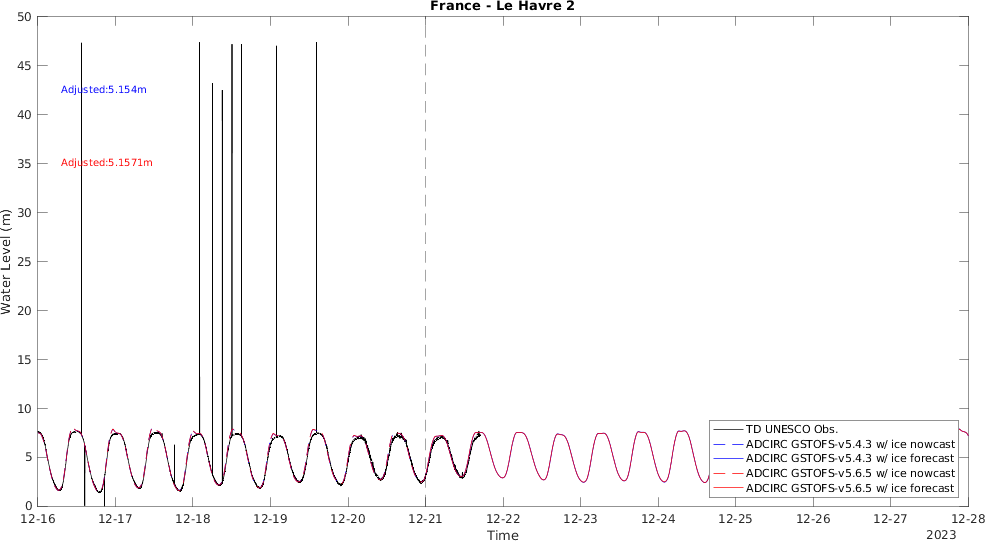 France - Le Havre 2
50
45
40
35
30
25
20
15
10
5
0
Water Level (m)
Adjusted:5.154m
Adjusted:5.1571m
TD UNESCO Obs.
ADCIRC GSTOFS-v5.4.3 w/ ice nowcast
ADCIRC GSTOFS-v5.4.3 w/ ice forecast
ADCIRC GSTOFS-v5.6.5 w/ ice nowcast
ADCIRC GSTOFS-v5.6.5 w/ ice forecast
12-16 12-17 12-18 12-19 12-20 12-21 12-22 12-23 12-24 12-25 12-26 12-27 12-28
Time
2023